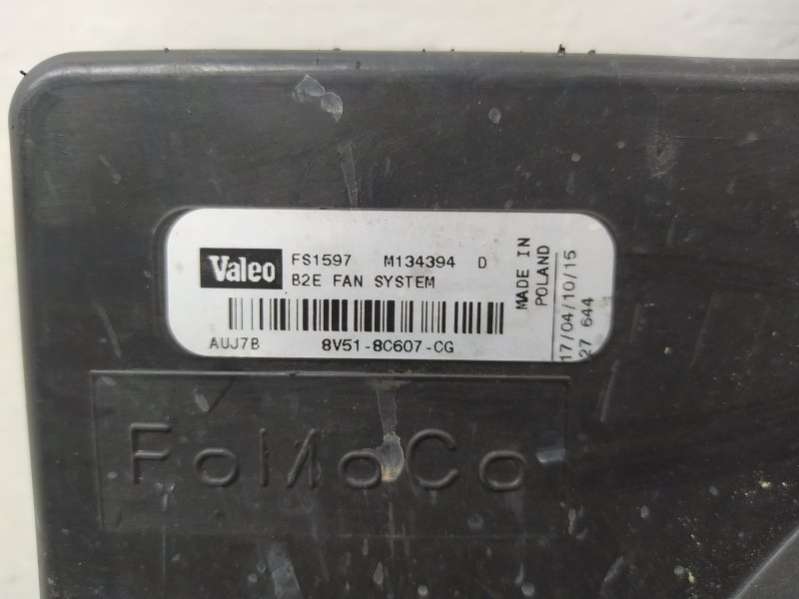 Valeo FS1597 M134394 D
B2E FAN SYSTEM
AUJ7B 8V51-8C607-CG
MADE IN
POLAND
17/04/10/15
27 644
FoMoCo